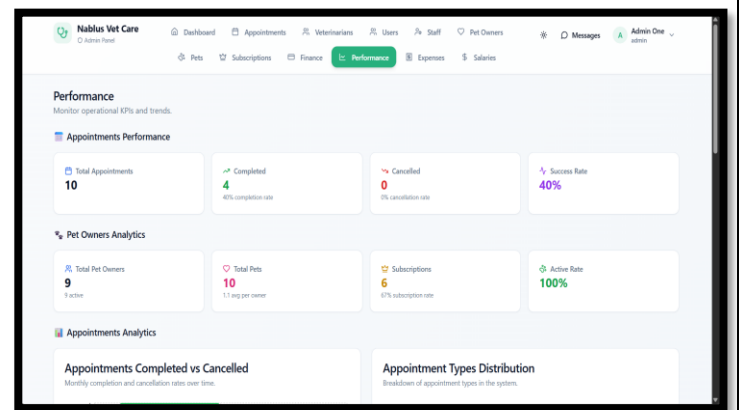 Nablus Vet Care
Admin Panel
Dashboard Appointments Veterinarians Users Staff Pet Owners
Messages
A
Admin One
admin
Pets Subscriptions Finance Performance Expenses $ Salaries
Performance
Monitor operational KPIs and trends.
Appointments Performance
Total Appointments
10
Completed
4
40% completion rate
Cancelled
0
0% cancellation rate
Success Rate
40%
Pet Owners Analytics
Total Pet Owners
9
9 active
Total Pets
10
1.1 avg per owner
Subscriptions
6
67% subscription rate
Active Rate
100%
Appointments Analytics
Appointments Completed vs Cancelled
Monthly completion and cancellation rates over time.
Appointment Types Distribution
Breakdown of appointment types in the system.